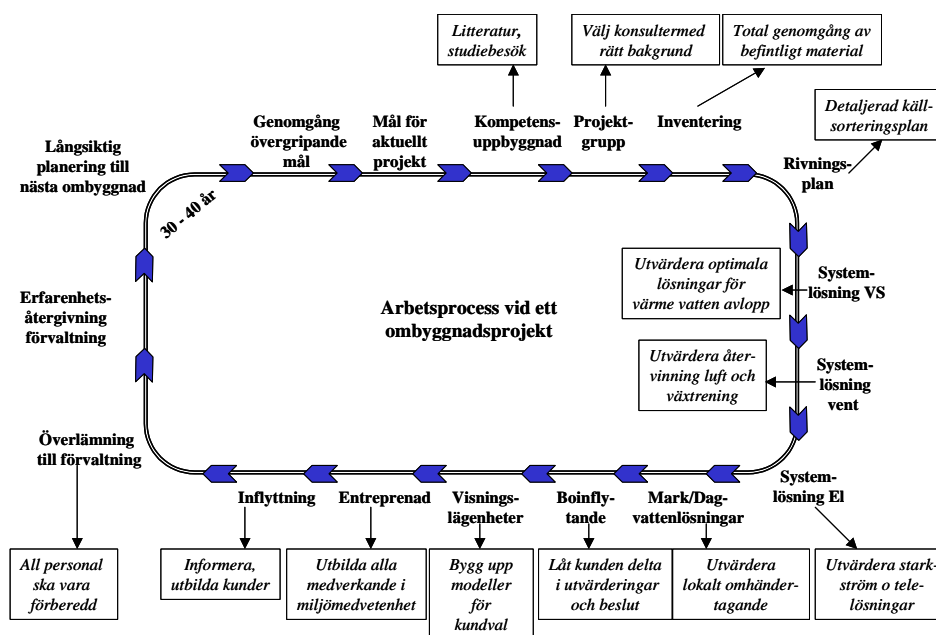 Litteratur,
studiebesök
Välj konsultermed
rätt bakgrund
Total genomgång av
befintligt material
Detaljerad käll-
sorteringsplan
Långsiktig
planering till
nästa ombyggnad
Genomgång
övergripande
mål
Mål för
aktuellt
projekt
Kompetens-
uppbyggnad
Projekt-
grupp
Inventering
Rivnings-
plan
30 - 40 år
Utvärdera optimala
lösningar för
värme vatten avlopp
System-
lösning VS
Erfarenhets-
återgivning
förvaltning
Arbetsprocess vid ett
ombyggnadsprojekt
Utvärdera åter-
vinning luft och
växtrening
System-
lösning
vent
Överlämning
till förvaltning
System-
lösning El
Inflyttning
Entreprenad
Visnings-
lägenheter
Boinfly-
tande
Mark/Dag-
vattenlösningar
All personal
ska vara
förberedd
Informera,
utbilda kunder
Utbilda alla
medverkande i
miljömedvetenhet
Bygg upp
modeller
för
kundval
Låt kunden delta
i utvärderingar
och beslut
Utvärdera
lokalt omhänder-
tagande
Utvärdera stark-
ström o tele-
lösningar